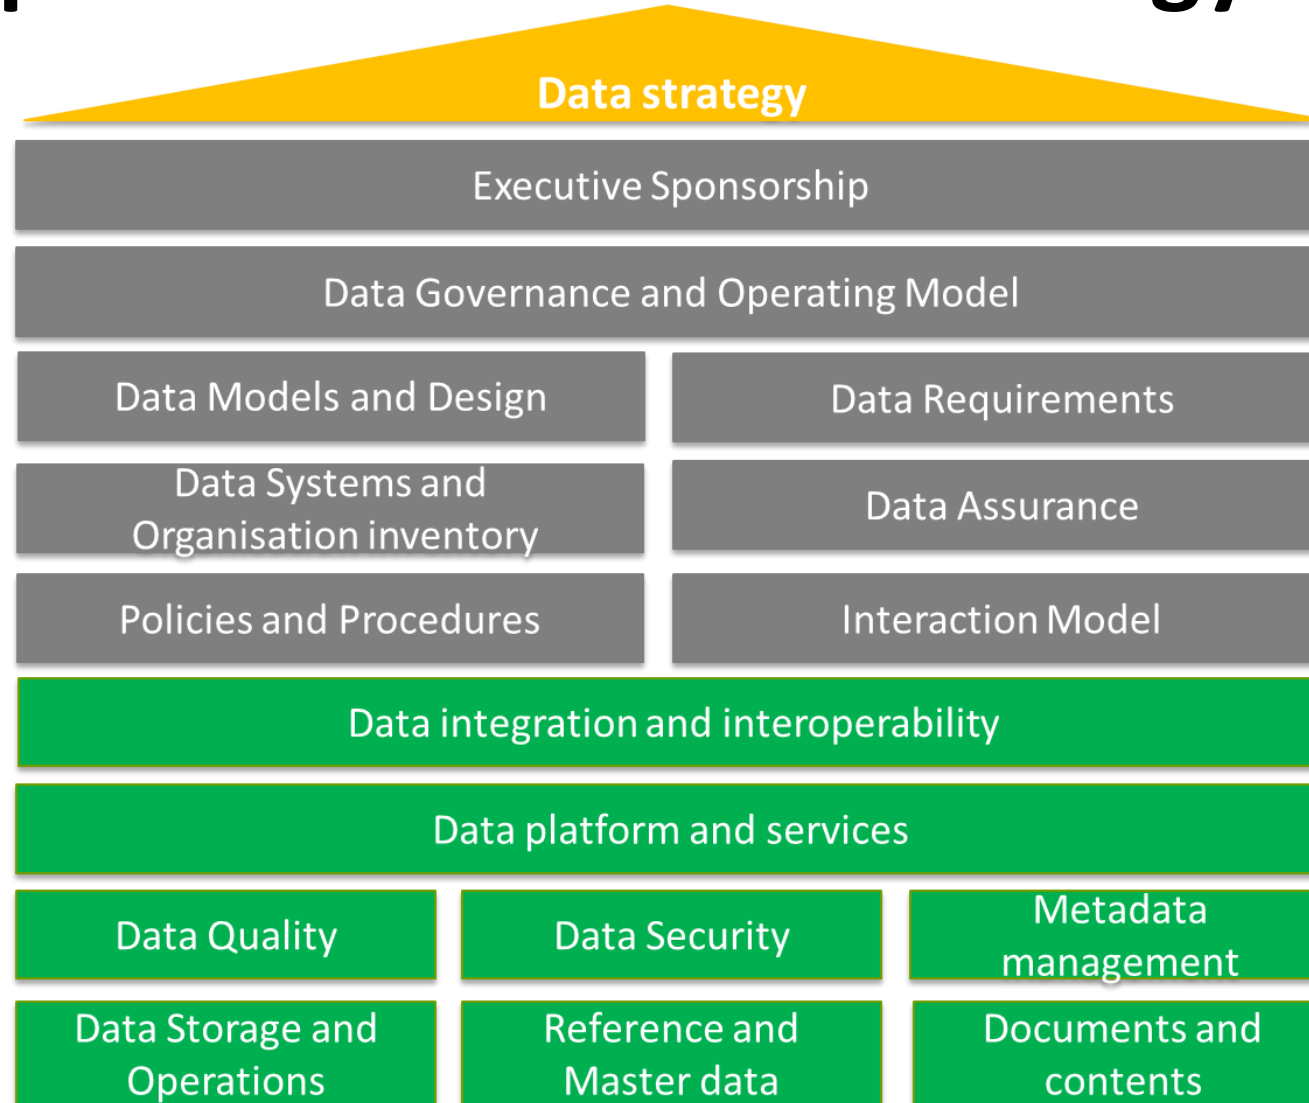 Data strategy
Executive Sponsorship
Data Governance and Operating Model
Data Models and Design
Data Requirements
Data Systems and
Organisation inventory
Data Assurance
Policies and Procedures
Interaction Model
Data integration and interoperability
Data platform and services
Data Quality
Data Security
Metadata
management
Data Storage and
Operations
Reference and
Master data
Documents and
contents